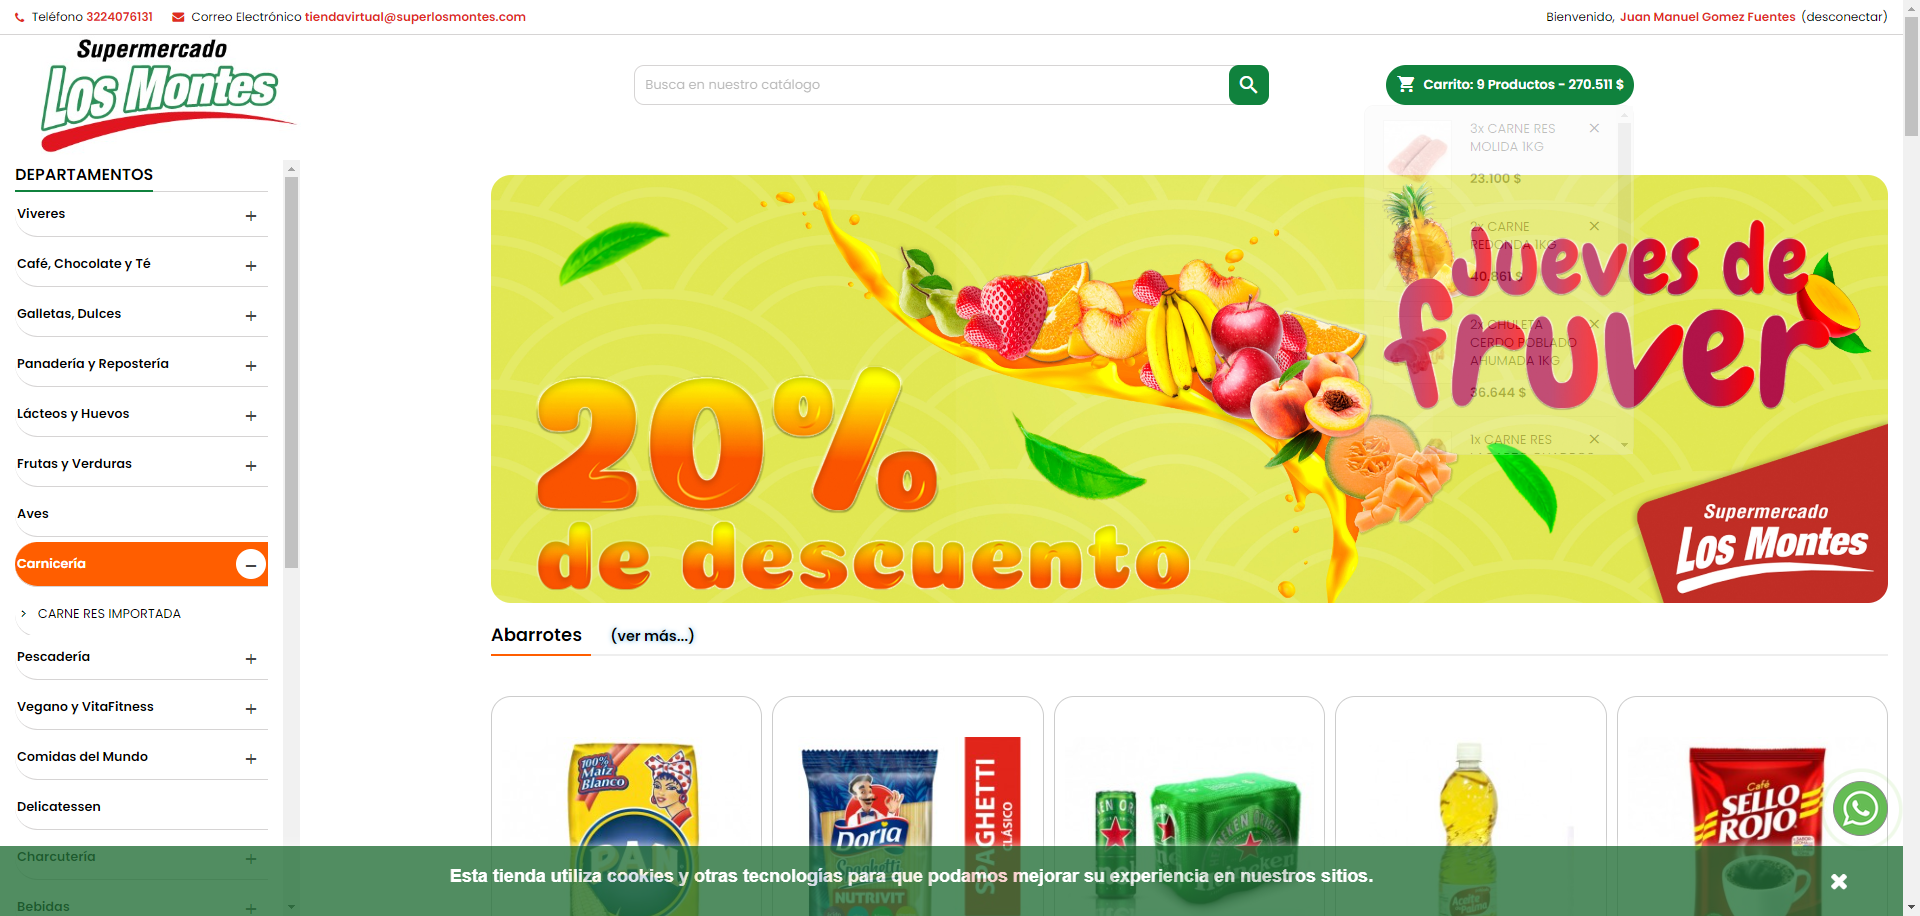 Teléfono 3224076131
Correo Electrónico tiendavirtual@superlosmontes.com
Bienvenido, Juan Manuel Gomez Fuentes (desconectar)
Supermercado
Los Montes
Busca en nuestro catálogo
Carrito: 9 Productos - 270.511 $
3x CARNE RES
MOLIDA 1KG
23.100 $
2x CARNE
REDONDA 1KG
40.861 $
2x CHULETA
CERDO POBLADO
AHUMADA 1KG
36.644 $
1x CARNE RES
DEPARTAMENTOS
Viveres
Café, Chocolate y Té
Galletas, Dulces
Panadería y Repostería
Lácteos y Huevos
Frutas y Verduras
Aves
Carnicería
CARNE RES IMPORTADA
Pescadería
Vegano y VitaFitness
Comidas del Mundo
Delicatessen
Charcutería
Bebidas
Jueves de
fruver
20%
de descuento
Supermercado
Los Montes
Abarrotes (ver más...)
100%
Maíz
Blanco
PAN
Doria
Spaghetti
NUTRIVIT
SPAGHETTI
CLÁSICO
Heineken
Café
SELLO
ROJO
Esta tienda utiliza cookies y otras tecnologías para que podamos mejorar su experiencia en nuestros sitios.